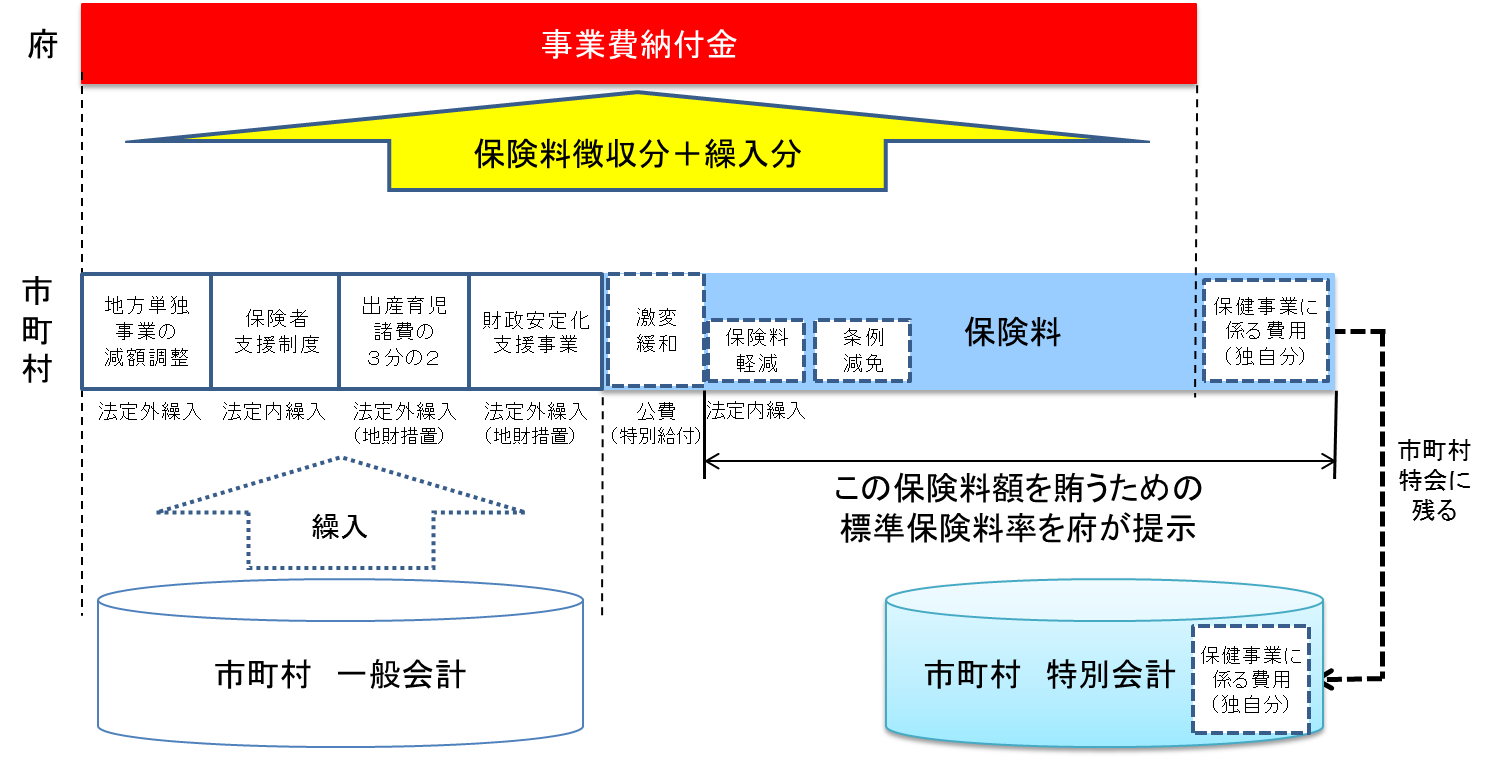 府
事業費納付金
保険料徴収分＋繰入分
市
町
村
地方単独
事業の
減額調整
保険者
支援制度
出産育児
諸費の
３分の２
財政安定化
支援事業
激変
緩和
保険料
軽減
条例
減免
保険料
保健事業に
係る費用
（独自分）
法定外繰入
法定内繰入
法定外繰入
（地財措置）
法定外繰入
（地財措置）
公費
（特別給付）
法定内繰入
この保険料額を賄うための
標準保険料率を府が提示
市町村
特会に
残る
繰入
市町村　一般会計
市町村　特別会計
保健事業に
係る費用
（独自分）